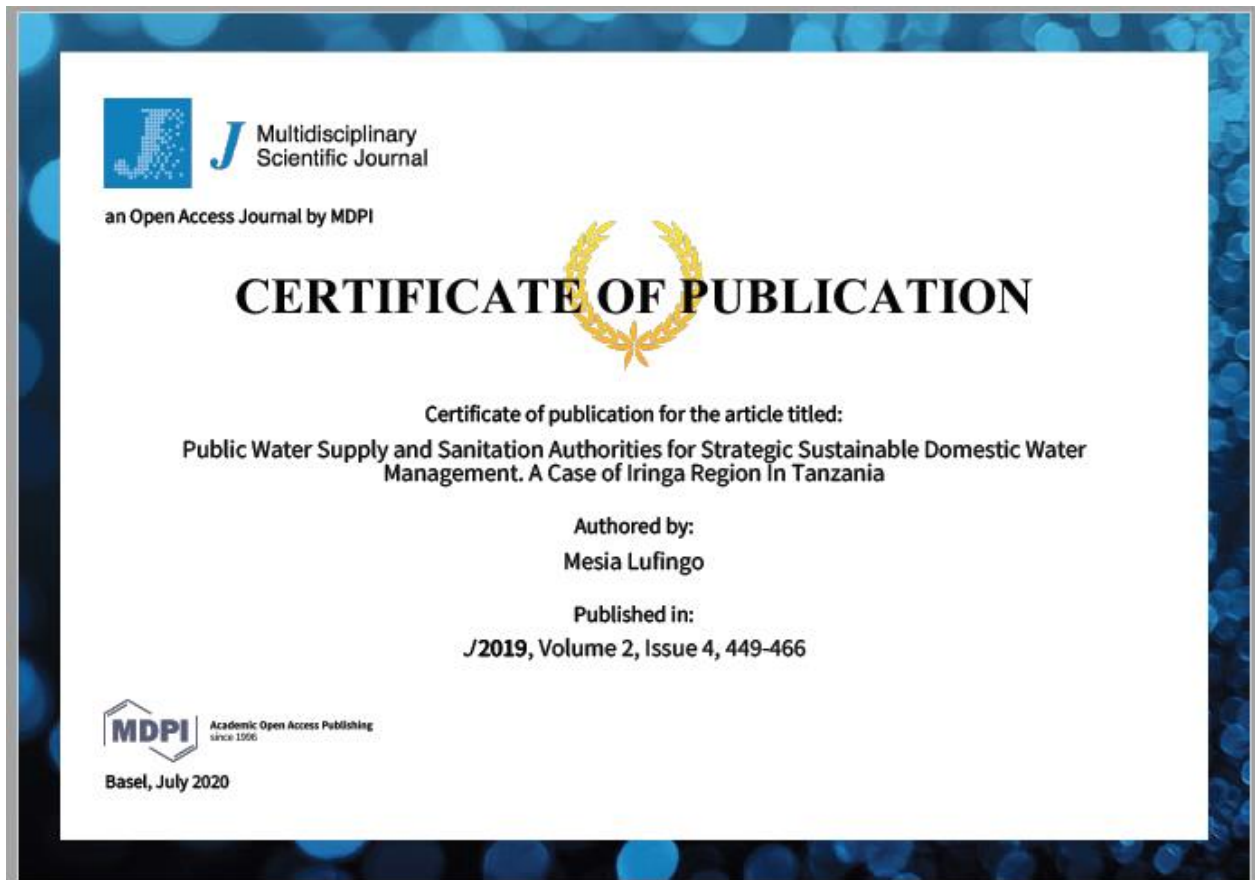 J
J Multidisciplinary
Scientific Journal
an Open Access Journal by MDPI
CERTIFICATE OF PUBLICATION
Certificate of publication for the article titled:
Public Water Supply and Sanitation Authorities for Strategic Sustainable Domestic Water
Management. A Case of Iringa Region In Tanzania
Authored by:
Mesia Lufingo
Published in:
J 2019, Volume 2, Issue 4, 449-466
MDPI
Academic Open Access Publishing
since 1996
Basel, July 2020